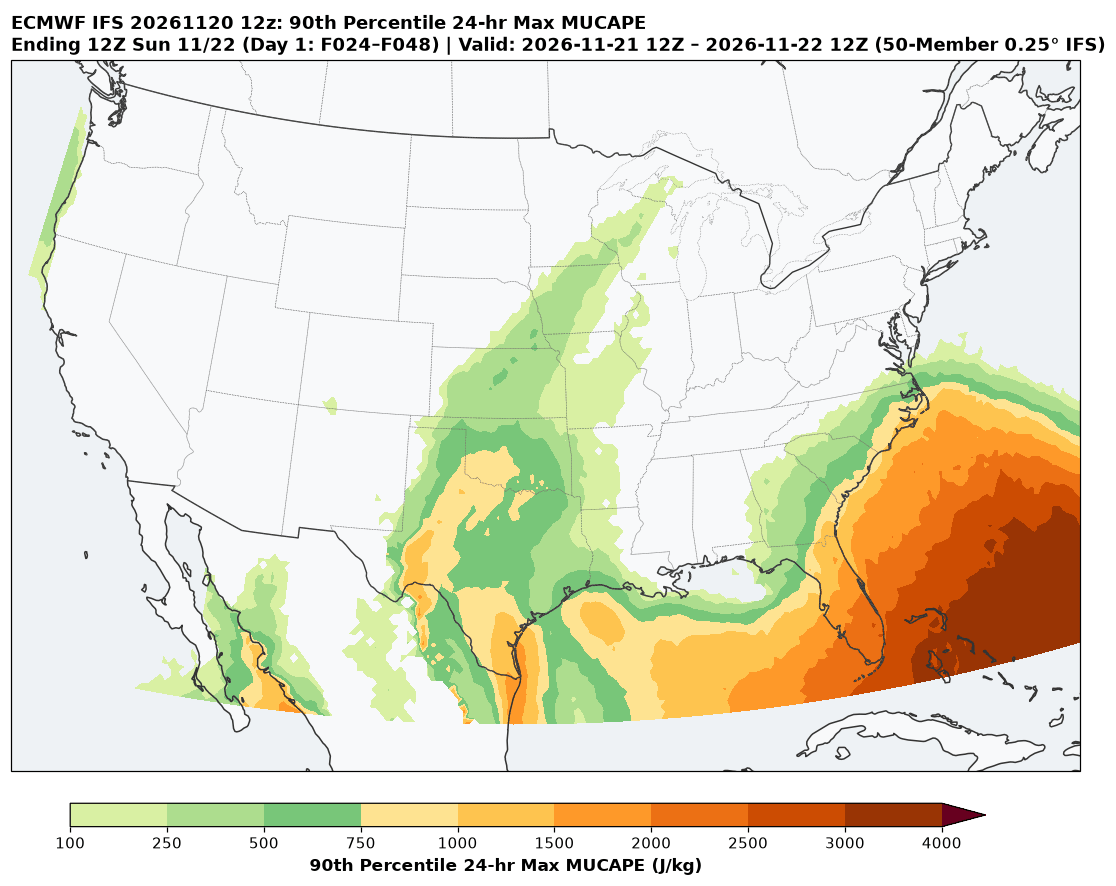 ECMWF IFS 20261120 12z: 90th Percentile 24-hr Max MUCAPE
Ending 12Z Sun 11/22 (Day 1: F024–F048) | Valid: 2026-11-21 12Z – 2026-11-22 12Z (50-Member 0.25° IFS)
100 250 500 750 1000 1500 2000 2500 3000 4000
90th Percentile 24-hr Max MUCAPE (J/kg)